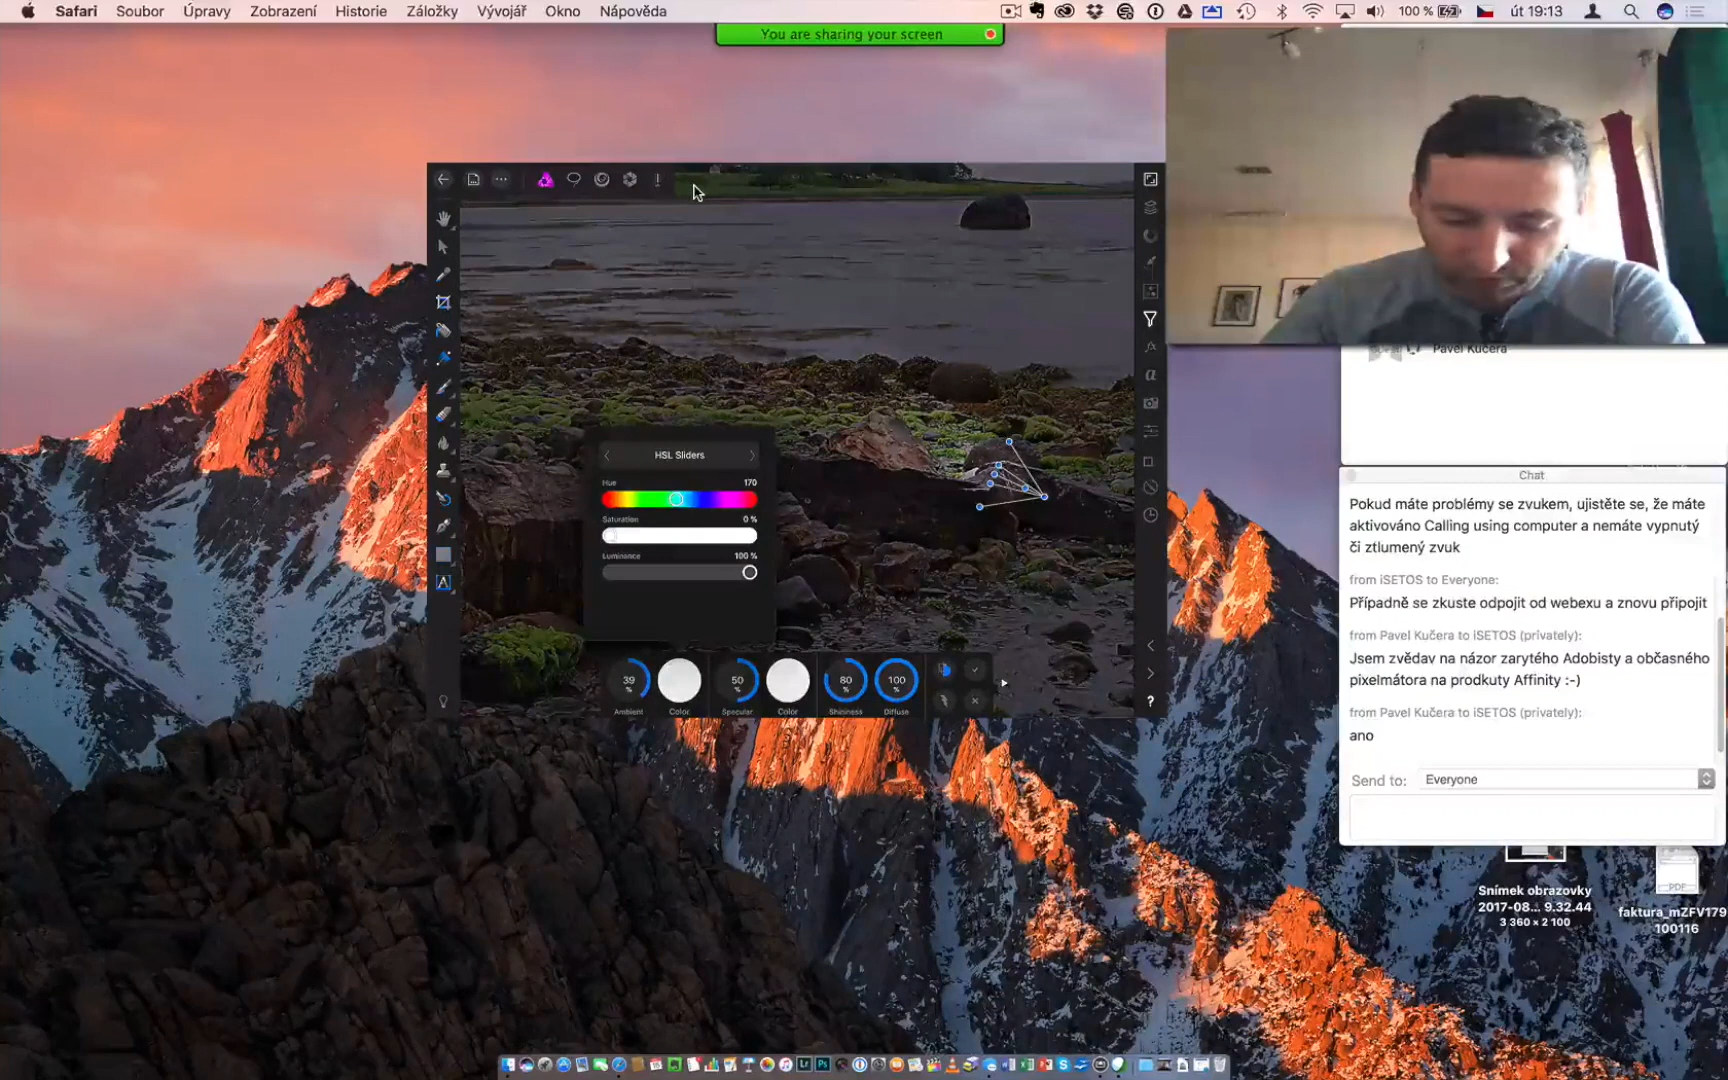 Safari Soubor Úpravy Zobrazení Historie Záložky Vývojář Okno Nápověda 100 % út 19:13
You are sharing your screen
HSL Sliders
Hue 170
Saturation 0 %
Luminance 100 %
39 % 50 % 80 % 100 %
Ambient Color Specular Color Shininess Diffuse
Pavel Kučera
Chat
Pokud máte problémy se zvukem, ujistěte se, že máte
aktivováno Calling using computer a nemáte vypnutý
či ztlumený zvuk
from iSETOS to Everyone:
Případně se zkuste odpojit od webexu a znovu připojit
from Pavel Kučera to iSETOS (privately):
Jsem zvědav na názor zarytého Adobisty a občasného
pixelmátora na prodkuty Affinity :-)
from Pavel Kučera to iSETOS (privately):
ano
Send to: Everyone
Snímek obrazovky
2017-08... 9.32.44
3 360 × 2 100
PDF
faktura_mZFV179
100116